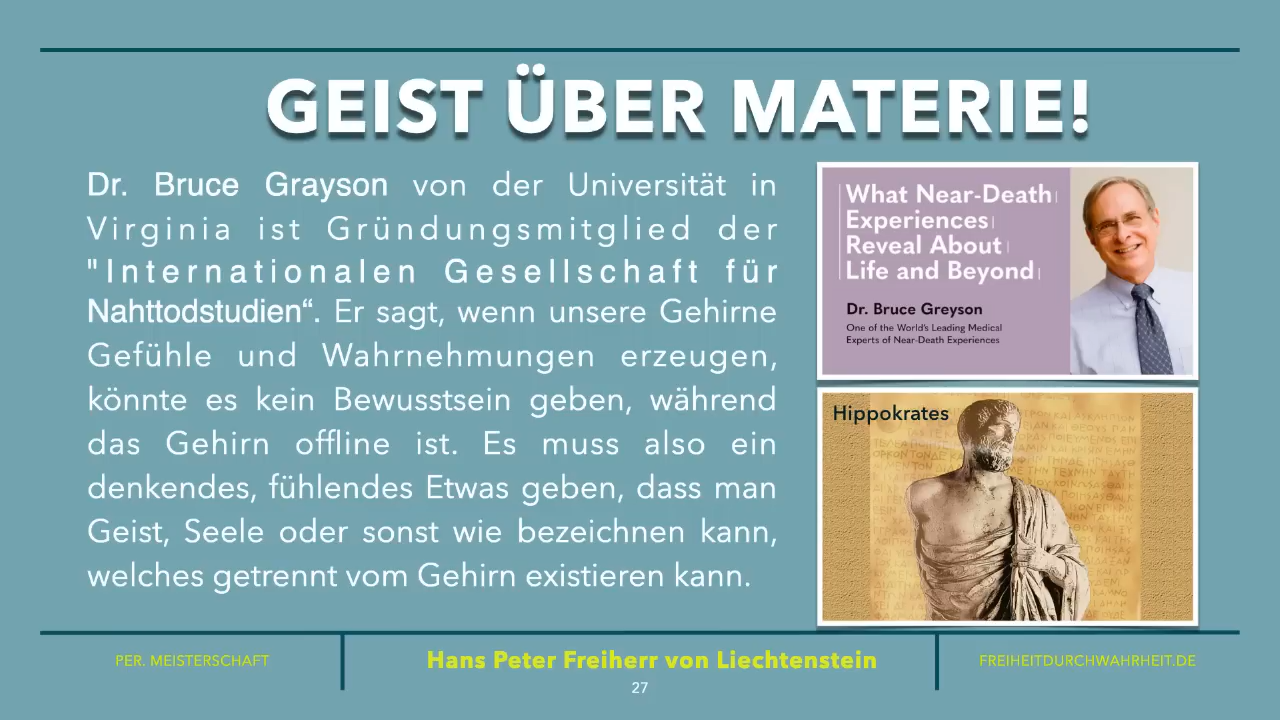 GEIST ÜBER MATERIE!
Dr. Bruce Grayson von der Universität in
Virginia ist Gründungsmitglied der
"Internationalen Gesellschaft für
Nahttodstudien“. Er sagt, wenn unsere Gehirne
Gefühle und Wahrnehmungen erzeugen,
könnte es kein Bewusstsein geben, während
das Gehirn offline ist. Es muss also ein
denkendes, fühlendes Etwas geben, dass man
Geist, Seele oder sonst wie bezeichnen kann,
welches getrennt vom Gehirn existieren kann.
What Near-Death
Experiences
Reveal About
Life and Beyond
Dr. Bruce Greyson
One of the World's Leading Medical
Experts of Near-Death Experiences
Hippokrates
PER. MEISTERSCHAFT
Hans Peter Freiherr von Liechtenstein
FREIHEITDURCHWAHRHEIT.DE
27